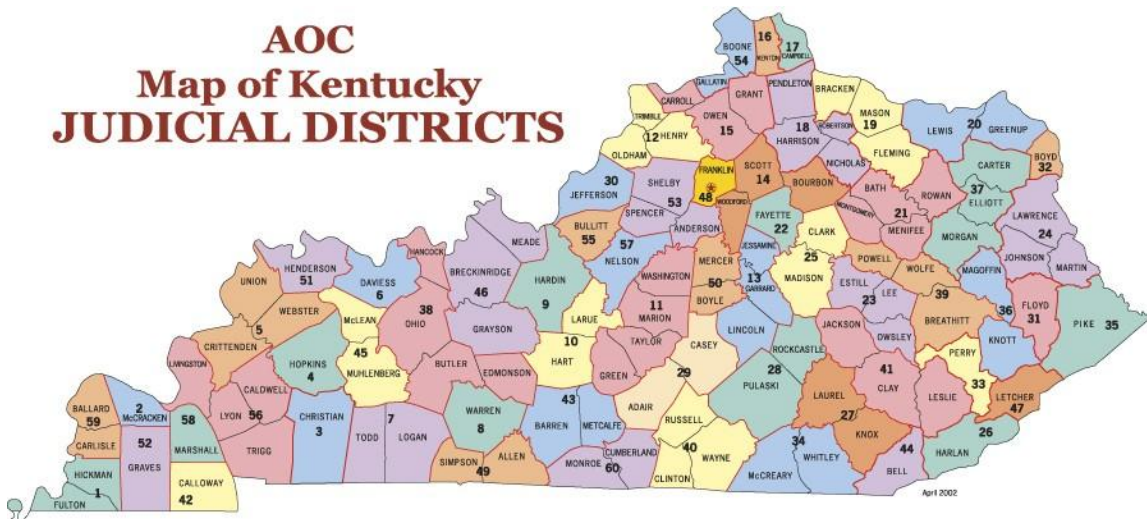 AOC
Map of Kentucky
JUDICIAL DISTRICTS
BOONE
54
16
KENTON
17
CAMPBELL
GALLATIN
CARROLL
GRANT
PENDLETON
BRACKEN
TRIMBLE
OWEN
15
MASON
19
12
HENRY
OLDHAM
18
HARRISON
ROBERTSON
FLEMING
LEWIS
20
GREENUP
BOYD
32
CARTER
37
ELLIOTT
30
JEFFERSON
SHELBY
53
FRANKLIN
48
SCOTT
14
BOURBON
NICHOLAS
BATH
ROWAN
SPENCER
ANDERSON
WOODFORD
FAYETTE
22
MONTGOMERY
21
MENIFEE
MORGAN
LAWRENCE
24
BULLITT
55
57
NELSON
MERCER
50
BOYLE
JESSAMINE
13
GARRARD
CLARK
25
MADISON
POWELL
WOLFE
39
BREATHITT
MAGOFFIN
JOHNSON
MARTIN
MEADE
HANCOCK
BRECKINRIDGE
46
HARDIN
9
WASHINGTON
11
MARION
ESTILL
23
LEE
OWSLEY
36
KNOTT
FLOYD
31
PIKE
35
HENDERSON
51
DAVIESS
6
UNION
WEBSTER
5
CRITTENDEN
McLEAN
45
MUHLENBERG
38
OHIO
GRAYSON
LARUE
10
HART
TAYLOR
GREEN
CASEY
29
ADAIR
LINCOLN
ROCKCASTLE
28
PULASKI
JACKSON
41
CLAY
PERRY
33
LESLIE
LETCHER
47
HOPKINS
4
BUTLER
EDMONSON
LIVINGSTON
CALDWELL
LYON
56
TRIGG
CHRISTIAN
3
TODD
7
LOGAN
WARREN
8
43
BARREN
METCALFE
RUSSELL
40
WAYNE
CLINTON
LAUREL
27
KNOX
34
WHITLEY
McCREARY
44
BELL
26
HARLAN
BALLARD
59
2
McCRACKEN
CARLISLE
52
GRAVES
58
MARSHALL
HICKMAN
1
FULTON
CALLOWAY
42
SIMPSON
49
ALLEN
MONROE
60
CUMBERLAND
April 2002